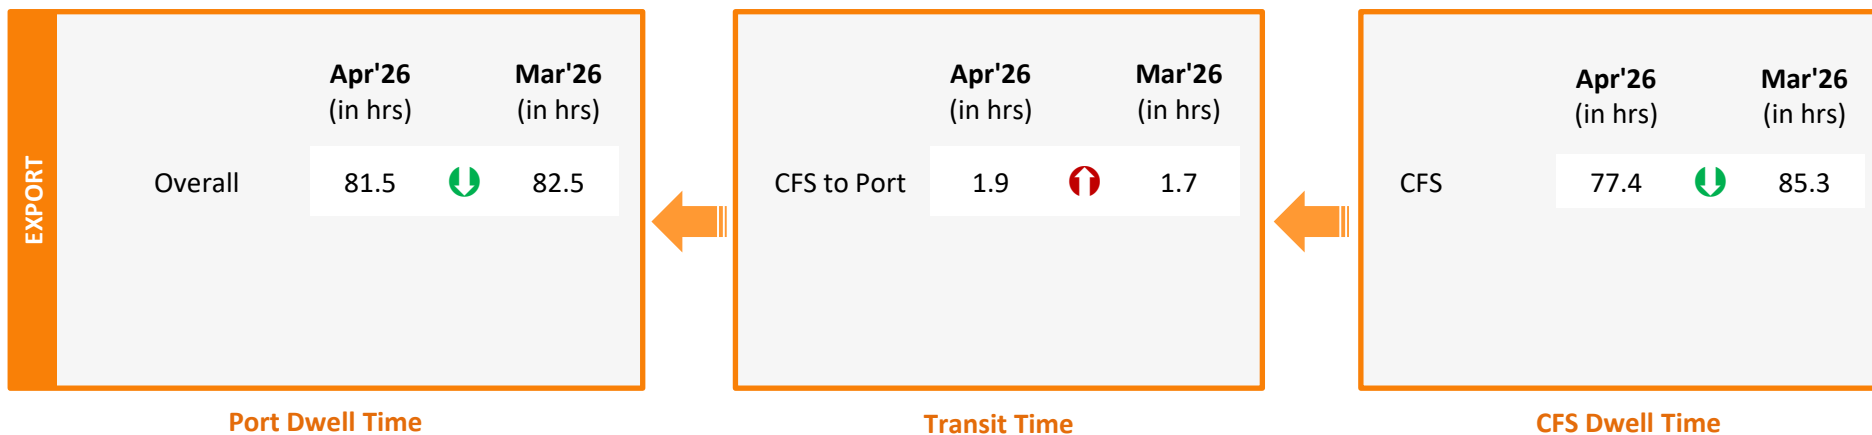 EXPORT
Apr'26 Mar'26
(in hrs) (in hrs)
Overall 81.5 82.5
Port Dwell Time
Apr'26 Mar'26
(in hrs) (in hrs)
CFS to Port 1.9 1.7
Transit Time
Apr'26 Mar'26
(in hrs) (in hrs)
CFS 77.4 85.3
CFS Dwell Time